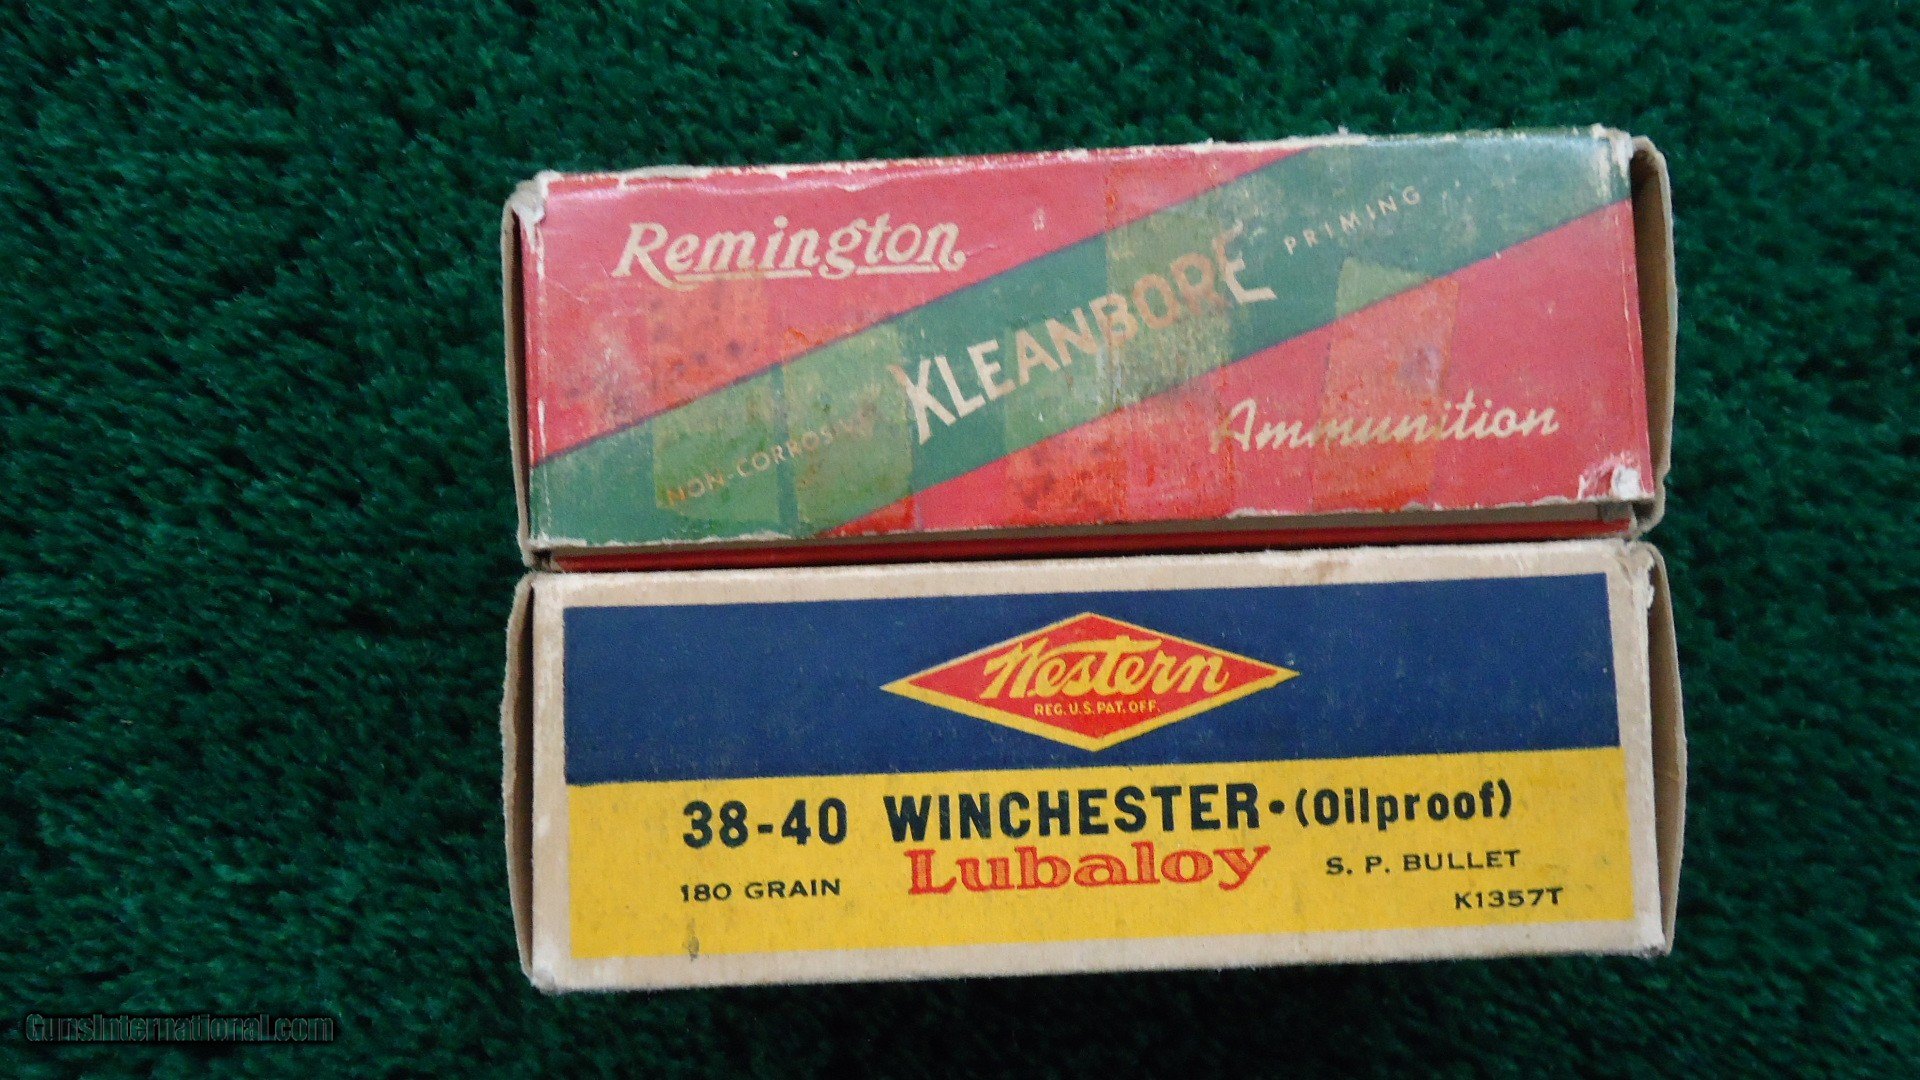 Remington
KLEANBORE
PRIMING
NON-CORROSIVE
Ammunition
Western
REG. U.S. PAT. OFF.
38-40 WINCHESTER • (Oilproof)
Lubaloy
180 GRAIN
S. P. BULLET
K1357T
GunsInternational.com